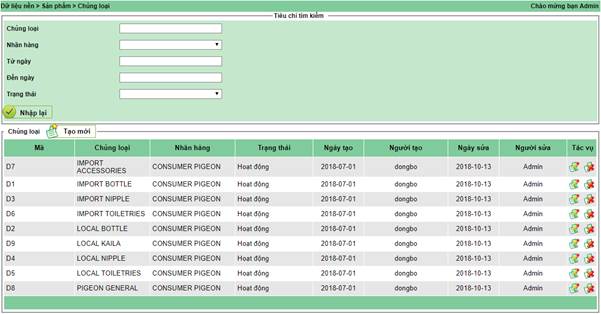 Dữ liệu nền > Sản phẩm > Chủng loại Chào mừng bạn Admin
Tiêu chí tìm kiếm
Chủng loại
Nhãn hàng
Từ ngày
Đến ngày
Trạng thái
Nhập lại
Chủng loại Tạo mới
Mã Chủng loại Nhãn hàng Trạng thái Ngày tạo Người tạo Ngày sửa Người sửa Tác vụ
D7 IMPORT ACCESSORIES CONSUMER PIGEON Hoạt động 2018-07-01 dongbo 2018-10-13 Admin
D1 IMPORT BOTTLE CONSUMER PIGEON Hoạt động 2018-07-01 dongbo 2018-10-13 Admin
D3 IMPORT NIPPLE CONSUMER PIGEON Hoạt động 2018-07-01 dongbo 2018-10-13 Admin
D6 IMPORT TOILETRIES CONSUMER PIGEON Hoạt động 2018-07-01 dongbo 2018-10-13 Admin
D2 LOCAL BOTTLE CONSUMER PIGEON Hoạt động 2018-07-01 dongbo 2018-10-13 Admin
D9 LOCAL KAILA CONSUMER PIGEON Hoạt động 2018-07-01 dongbo 2018-10-13 Admin
D4 LOCAL NIPPLE CONSUMER PIGEON Hoạt động 2018-07-01 dongbo 2018-10-13 Admin
D5 LOCAL TOILETRIES CONSUMER PIGEON Hoạt động 2018-07-01 dongbo 2018-10-13 Admin
D8 PIGEON GENERAL CONSUMER PIGEON Hoạt động 2018-07-01 dongbo 2018-10-13 Admin